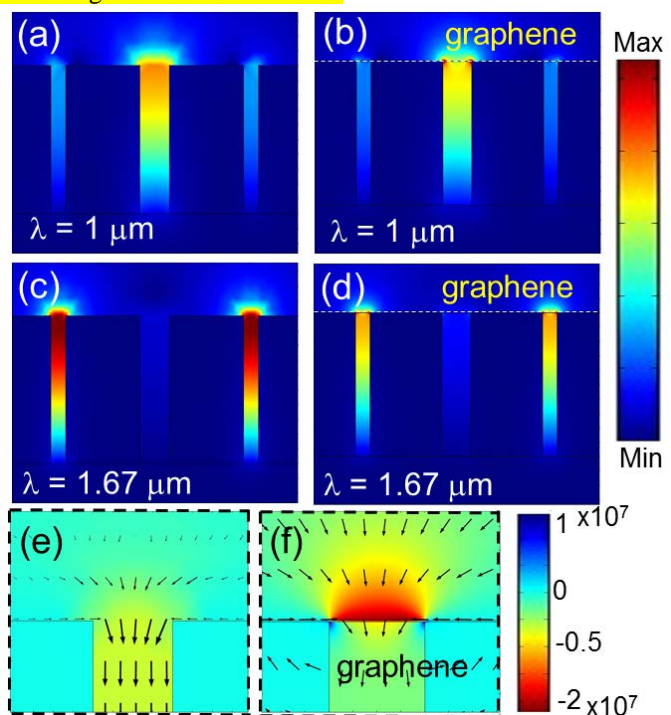 (a)
(b)
graphene
Max
λ = 1 μm
λ = 1 μm
(c)
(d)
graphene
λ = 1.67 μm
λ = 1.67 μm
Min
(e)
(f)
graphene
1 x10⁷
0
-0.5
-2 x10⁷